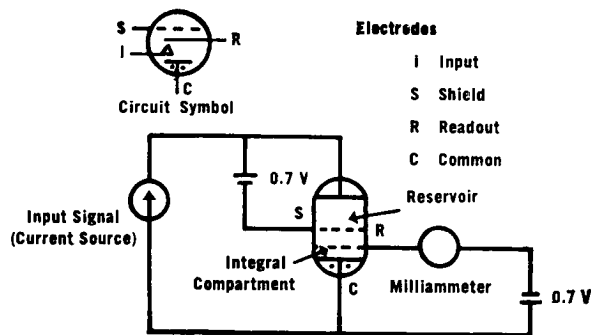 S
R
I
C
Circuit Symbol
Electrodes
I Input
S Shield
R Readout
C Common
0.7 V
Input Signal
(Current Source)
S
R
Reservoir
Integral
Compartment
C
Milliammeter
0.7 V